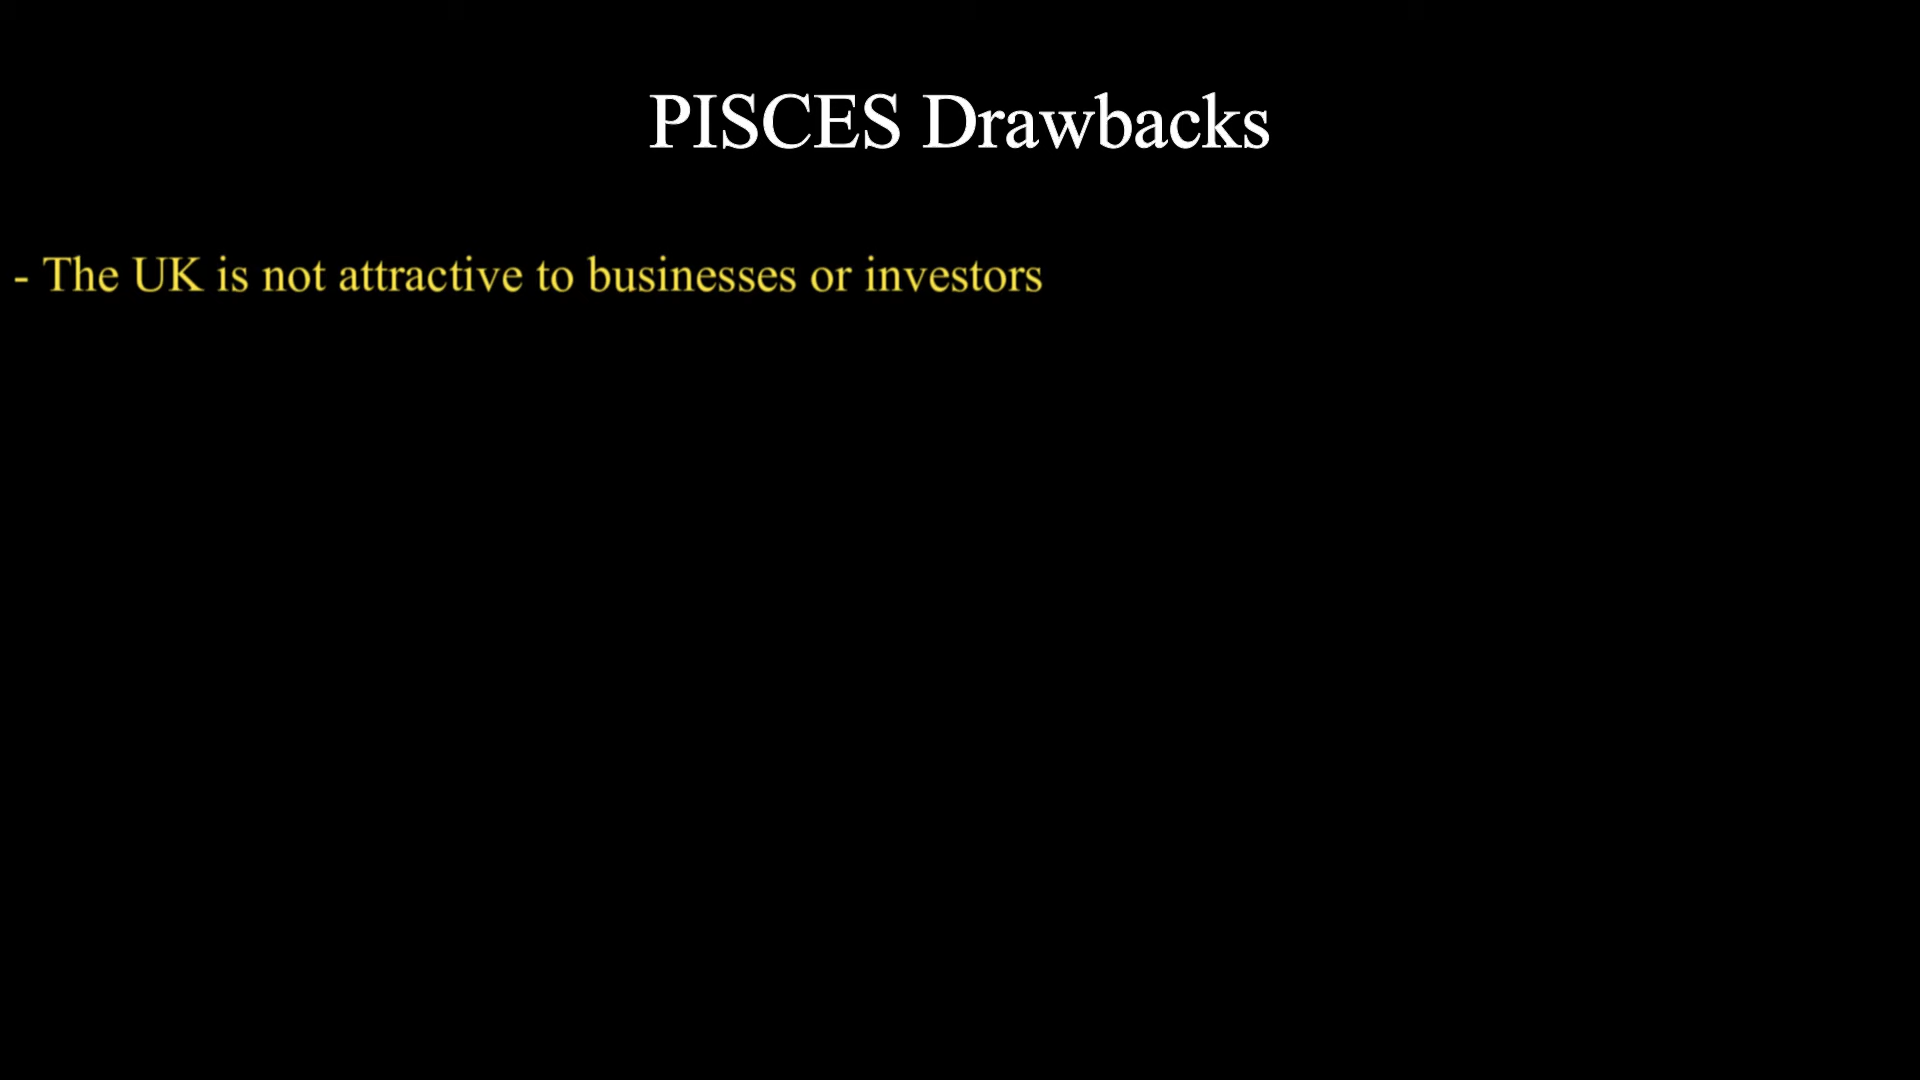 PISCES Drawbacks
- The UK is not attractive to businesses or investors